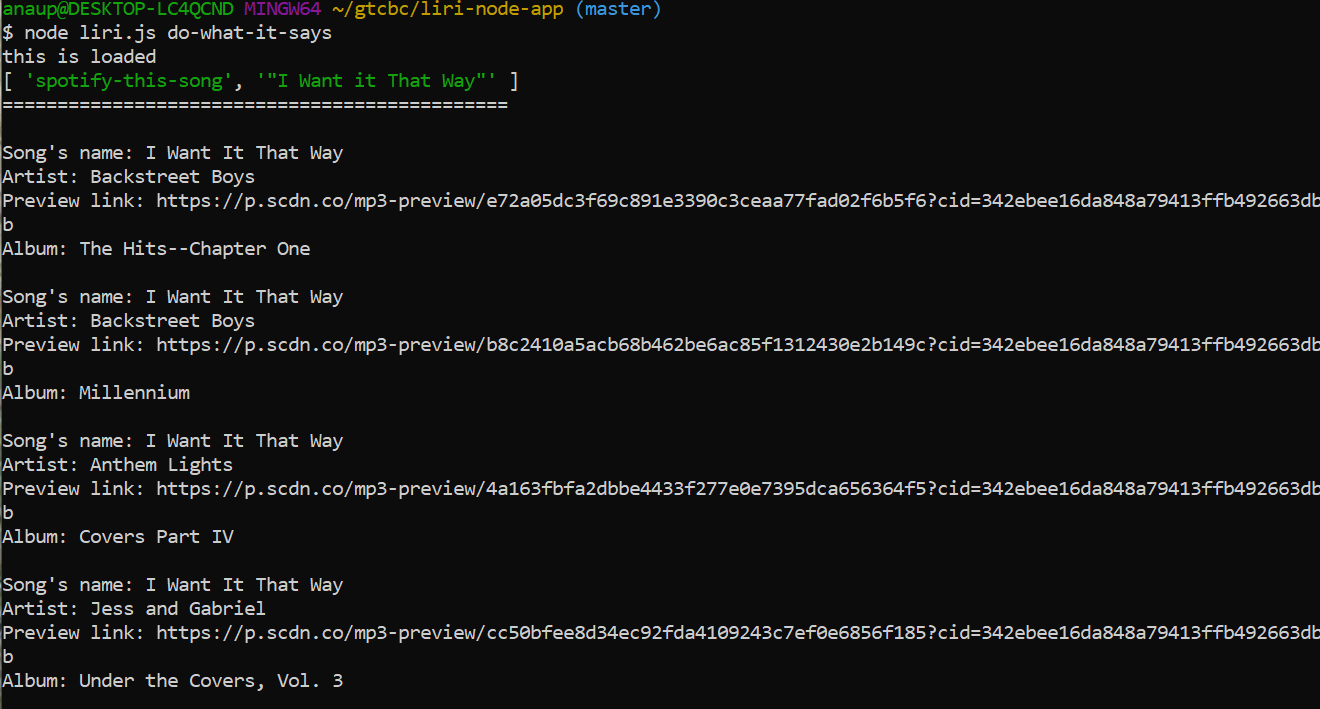 anaup@DESKTOP-LC4QCND MINGW64 ~/gtcbc/liri-node-app (master)
$ node liri.js do-what-it-says
this is loaded
[ 'spotify-this-song', '"I Want it That Way"' ]
==============================================
Song's name: I Want It That Way
Artist: Backstreet Boys
Preview link: https://p.scdn.co/mp3-preview/e72a05dc3f69c891e3390c3ceaa77fad02f6b5f6?cid=342ebee16da848a79413ffb492663db
b
Album: The Hits--Chapter One
Song's name: I Want It That Way
Artist: Backstreet Boys
Preview link: https://p.scdn.co/mp3-preview/b8c2410a5acb68b462be6ac85f1312430e2b149c?cid=342ebee16da848a79413ffb492663db
b
Album: Millennium
Song's name: I Want It That Way
Artist: Anthem Lights
Preview link: https://p.scdn.co/mp3-preview/4a163fbfa2dbbe4433f277e0e7395dca656364f5?cid=342ebee16da848a79413ffb492663db
b
Album: Covers Part IV
Song's name: I Want It That Way
Artist: Jess and Gabriel
Preview link: https://p.scdn.co/mp3-preview/cc50bfee8d34ec92fda4109243c7ef0e6856f185?cid=342ebee16da848a79413ffb492663db
b
Album: Under the Covers, Vol. 3